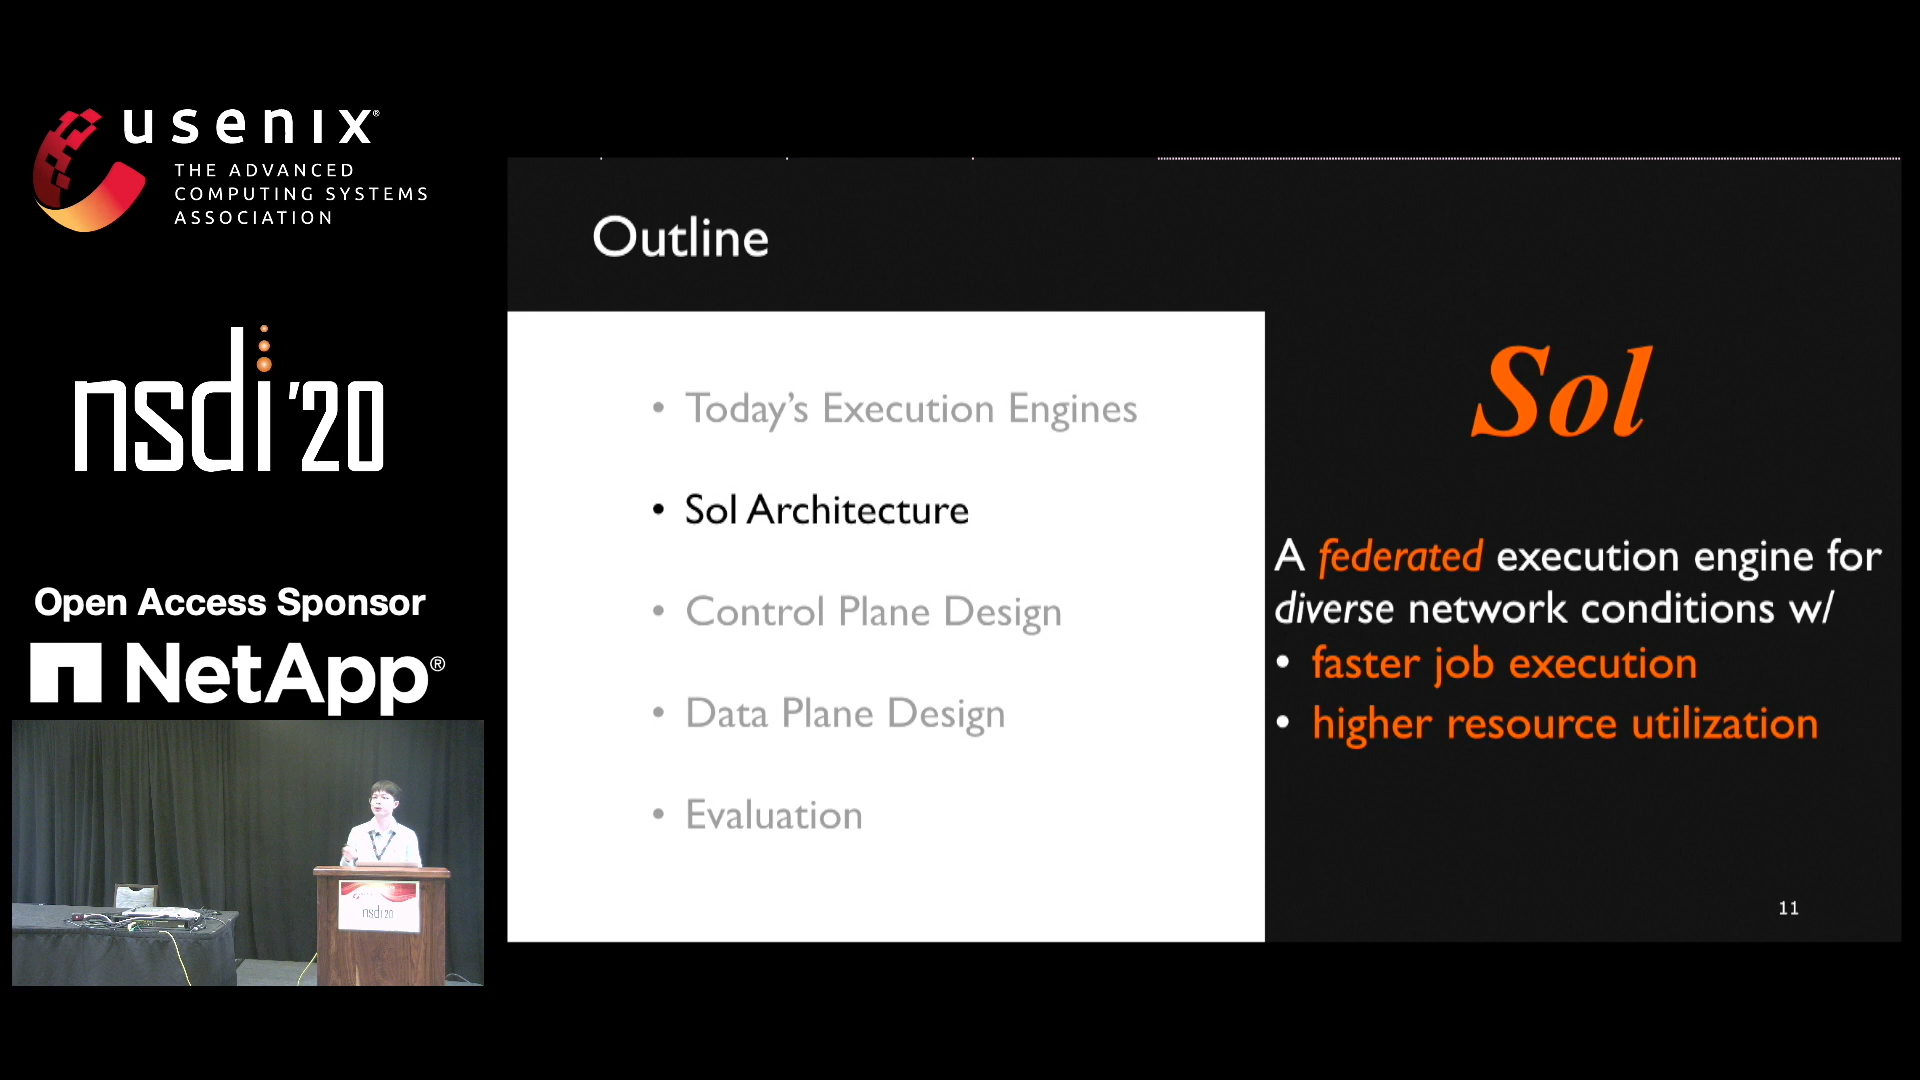 usenix®
THE ADVANCED
COMPUTING SYSTEMS
ASSOCIATION
nsdi '20
Open Access Sponsor
NetApp®
nsdi 20
Outline
• Today's Execution Engines
• Sol Architecture
• Control Plane Design
• Data Plane Design
• Evaluation
Sol
A federated execution engine for
diverse network conditions w/
• faster job execution
• higher resource utilization
11